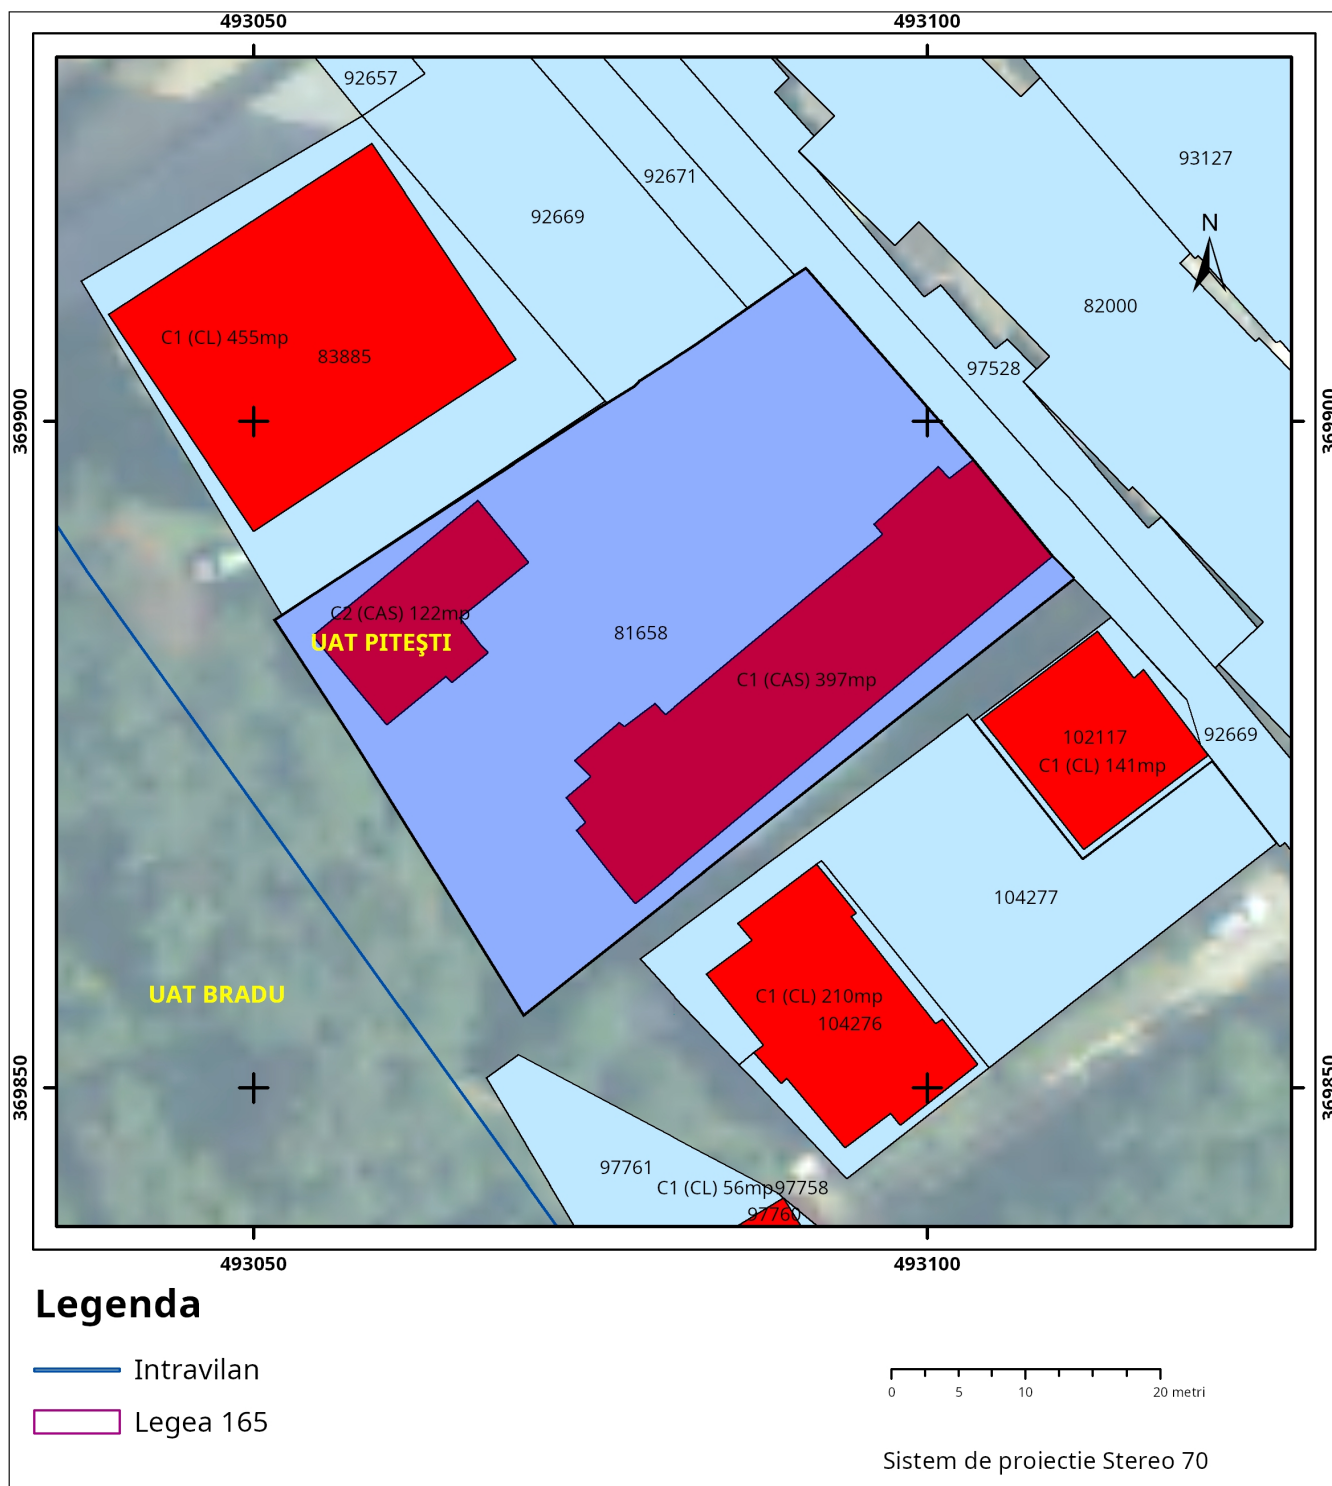 493050 493100
92657
93127
92671
92669
N
82000
C1 (CL) 455mp
83885
97528
369900 369900
C2 (CAS) 122mp
81658
UAT PITEŞTI
C1 (CAS) 397mp
102117
92669
C1 (CL) 141mp
104277
UAT BRADU
C1 (CL) 210mp
104276
369850 369850
97761
C1 (CL) 56mp97758
97760
493050 493100
Legenda
Intravilan
Legea 165
0 5 10 20 metri
Sistem de proiectie Stereo 70